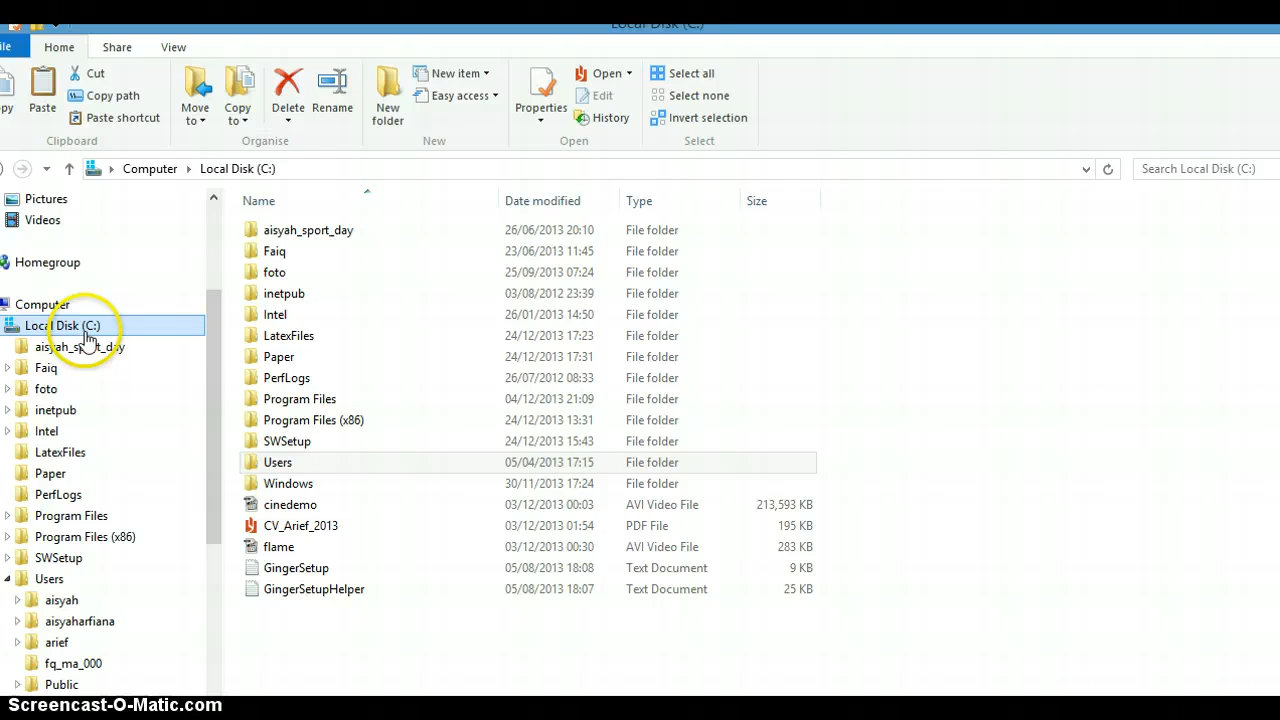 Local Disk (C:)
File Home Share View
Copy Paste Cut Copy path Paste shortcut
Move to Copy to Delete Rename
New folder New item Easy access
Properties Open Edit History
Select all Select none Invert selection
Clipboard Organise New Open Select
Computer Local Disk (C:) Search Local Disk (C:)
Pictures
Videos
Homegroup
Computer
Local Disk (C:)
aisyah_sport_day
Faiq
foto
inetpub
Intel
LatexFiles
Paper
PerfLogs
Program Files
Program Files (x86)
SWSetup
Users
aisyah
aisyaharfiana
arief
fq_ma_000
Public
Name Date modified Type Size
aisyah_sport_day 26/06/2013 20:10 File folder
Faiq 23/06/2013 11:45 File folder
foto 25/09/2013 07:24 File folder
inetpub 03/08/2012 23:39 File folder
Intel 26/01/2013 14:50 File folder
LatexFiles 24/12/2013 17:23 File folder
Paper 24/12/2013 17:31 File folder
PerfLogs 26/07/2012 08:33 File folder
Program Files 04/12/2013 21:09 File folder
Program Files (x86) 24/12/2013 13:31 File folder
SWSetup 24/12/2013 15:43 File folder
Users 05/04/2013 17:15 File folder
Windows 30/11/2013 17:24 File folder
cinedemo 03/12/2013 00:03 AVI Video File 213,593 KB
CV_Arief_2013 03/12/2013 01:54 PDF File 195 KB
flame 03/12/2013 00:30 AVI Video File 283 KB
GingerSetup 05/08/2013 18:08 Text Document 9 KB
GingerSetupHelper 05/08/2013 18:07 Text Document 25 KB
Screencast-O-Matic.com